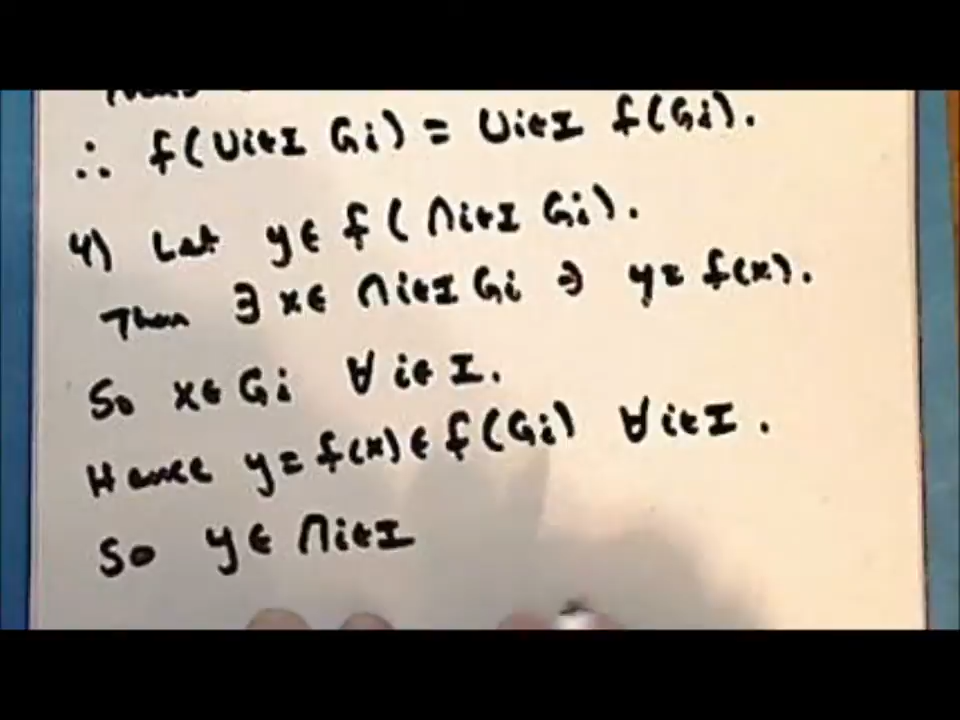 ∴ f(∪i∈I Gi) = ∪i∈I f(Gi).
4) Let y∈ f(∩i∈I Gi).
Then ∃ x∈ ∩i∈I Gi ∋ y= f(x).
So x∈ Gi ∀ i∈ I.
Hence y= f(x)∈ f(Gi) ∀i∈I.
So y∈ ∩i∈I